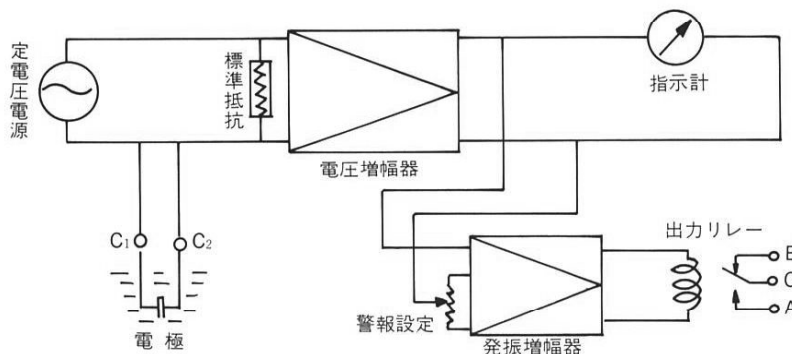 定電圧電源
標準抵抗
電圧増幅器
指示計
C₁
C₂
電極
警報設定
発振増幅器
出力リレー
C
A